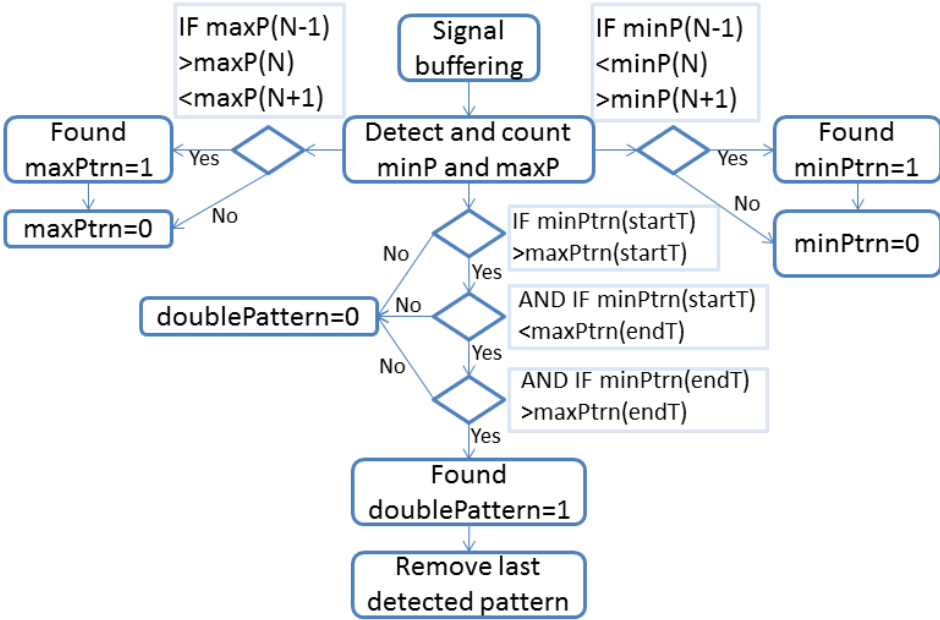 IF maxP(N-1)
>maxP(N)
<maxP(N+1)
Signal
buffering
IF minP(N-1)
<minP(N)
>minP(N+1)
Found
maxPtrn=1
Yes
Detect and count
minP and maxP
Yes
Found
minPtrn=1
No
maxPtrn=0
No
minPtrn=0
IF minPtrn(startT)
>maxPtrn(startT)
No
Yes
doublePattern=0
No
AND IF minPtrn(startT)
<maxPtrn(endT)
Yes
No
AND IF minPtrn(endT)
>maxPtrn(endT)
Yes
Found
doublePattern=1
Remove last
detected pattern